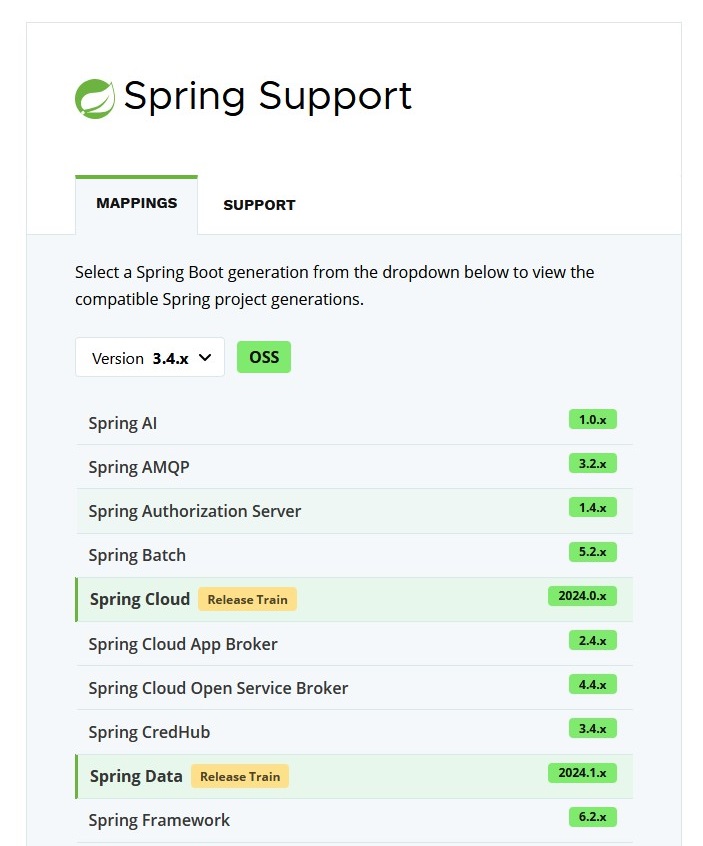 Spring Support
MAPPINGS SUPPORT
Select a Spring Boot generation from the dropdown below to view the
compatible Spring project generations.
Version 3.4.x OSS
Spring AI 1.0.x
Spring AMQP 3.2.x
Spring Authorization Server 1.4.x
Spring Batch 5.2.x
Spring Cloud Release Train 2024.0.x
Spring Cloud App Broker 2.4.x
Spring Cloud Open Service Broker 4.4.x
Spring CredHub 3.4.x
Spring Data Release Train 2024.1.x
Spring Framework 6.2.x